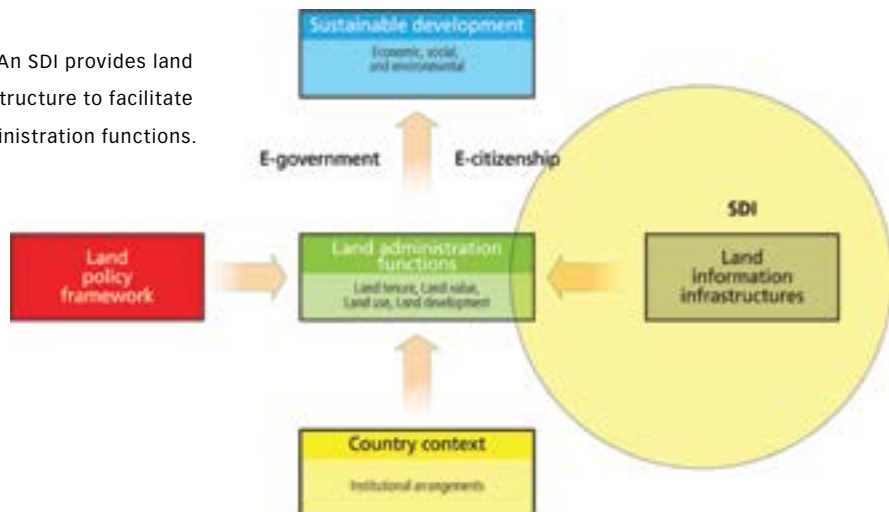 An SDI provides land
structure to facilitate
inistration functions.
Sustainable development
Economic, social,
and environmental
E-government
E-citizenship
SDI
Land
policy
framework
Land administration
functions
Land tenure, Land value,
Land use, Land development
Land
information
infrastructures
Country context
Institutional arrangements